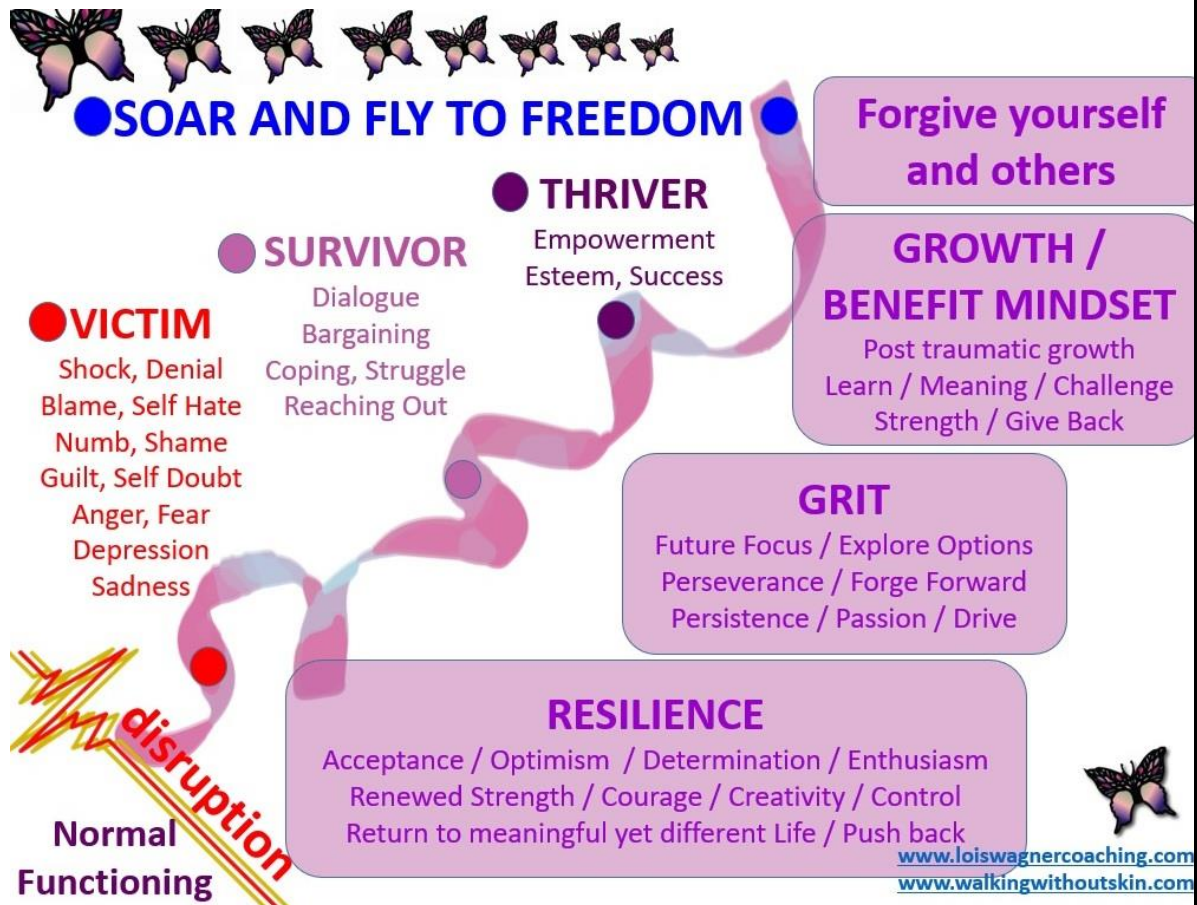 SOAR AND FLY TO FREEDOM
Forgive yourself
and others
THRIVER
Empowerment
Esteem, Success
SURVIVOR
Dialogue
Bargaining
Coping, Struggle
Reaching Out
GROWTH /
BENEFIT MINDSET
Post traumatic growth
Learn / Meaning / Challenge
Strength / Give Back
VICTIM
Shock, Denial
Blame, Self Hate
Numb, Shame
Guilt, Self Doubt
Anger, Fear
Depression
Sadness
GRIT
Future Focus / Explore Options
Perseverance / Forge Forward
Persistence / Passion / Drive
RESILIENCE
Acceptance / Optimism / Determination / Enthusiasm
Renewed Strength / Courage / Creativity / Control
Return to meaningful yet different Life / Push back
disruption
Normal
Functioning
www.loiswagnercoaching.com
www.walkingwithoutskin.com